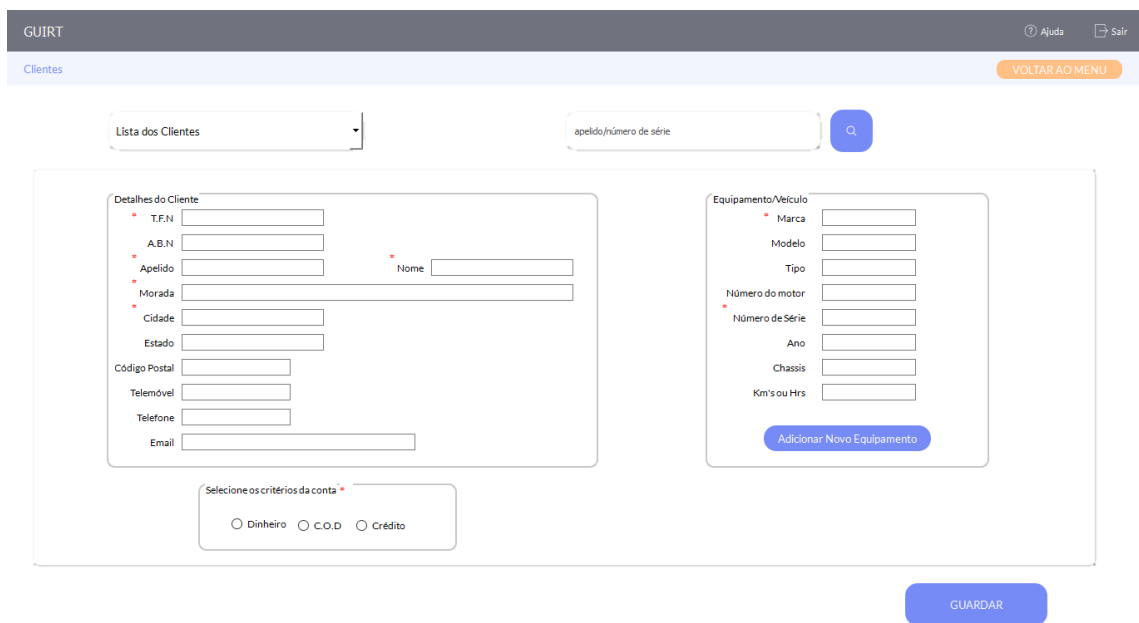 GUIRT
Ajuda
Sair
Clientes
VOLTAR AO MENU
Lista dos Clientes
apelido/número de série
Detalhes do Cliente
* T.F.N
A.B.N
* Apelido
* Nome
* Morada
* Cidade
Estado
Código Postal
Telemóvel
Telefone
Email
Equipamento/Veículo
* Marca
Modelo
Tipo
Número do motor
* Número de Série
Ano
Chassis
Km's ou Hrs
Adicionar Novo Equipamento
Selecione os critérios da conta *
Dinheiro
C.O.D
Crédito
GUARDAR